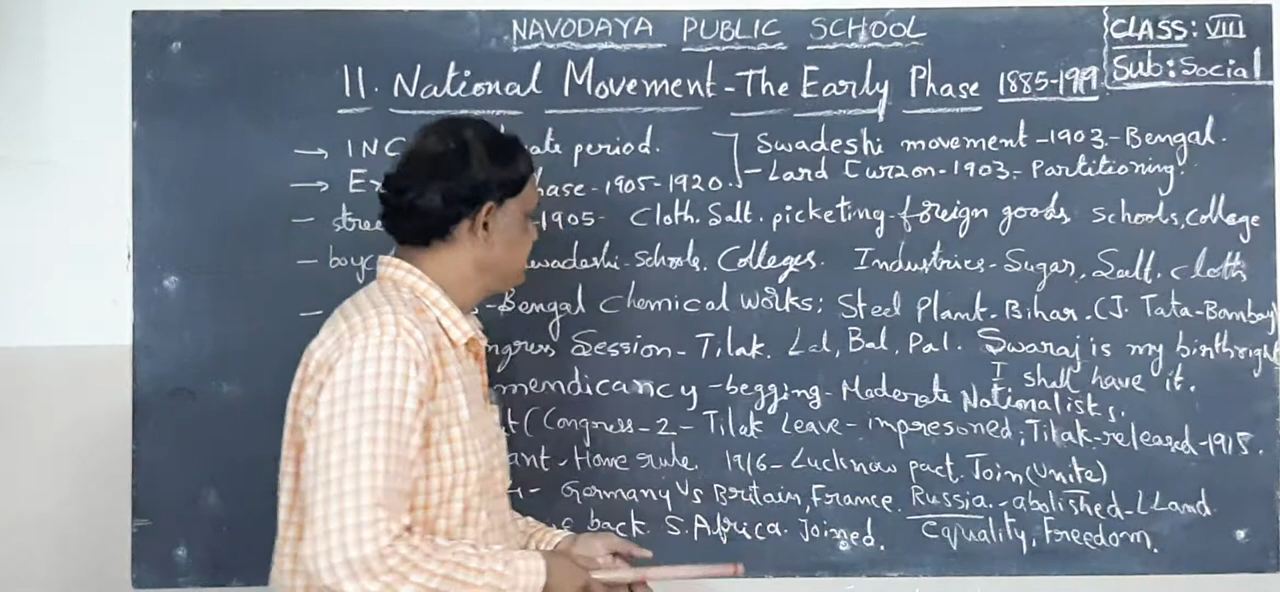 NAVODAYA PUBLIC SCHOOL
CLASS: VIII
Sub: Social
11. National Movement - The Early Phase 1885-1919
→ INC ate period. Swadeshi movement - 1903 - Bengal.
→ Ex hase - 1905-1920. - Lard Curzon - 1903 - Partitioning.
- stree - 1905 - Cloth. Salt. picketing - foreign goods schools, college
- boyc wadeshi - Schools. Colleges. Industries - Sugar, Salt. cloth
- - Bengal Chemical works; Steel Plant - Bihar. (J. Tata - Bombay)
ngress Session - Tilak. Lal, Bal, Pal. Swaraj is my birthright
I shall have it.
mendicancy - begging - Moderate Nationalists.
t (Congress - 2 - Tilak Leave - impresoned; Tilak - released - 1915.
ant - Home rule. 1916 - Lucknow pact. Join (Unite)
- Germany Vs Britain, France. Russia. - abolished - LLand
back. S. Africa. Joined. Equality, Freedom.